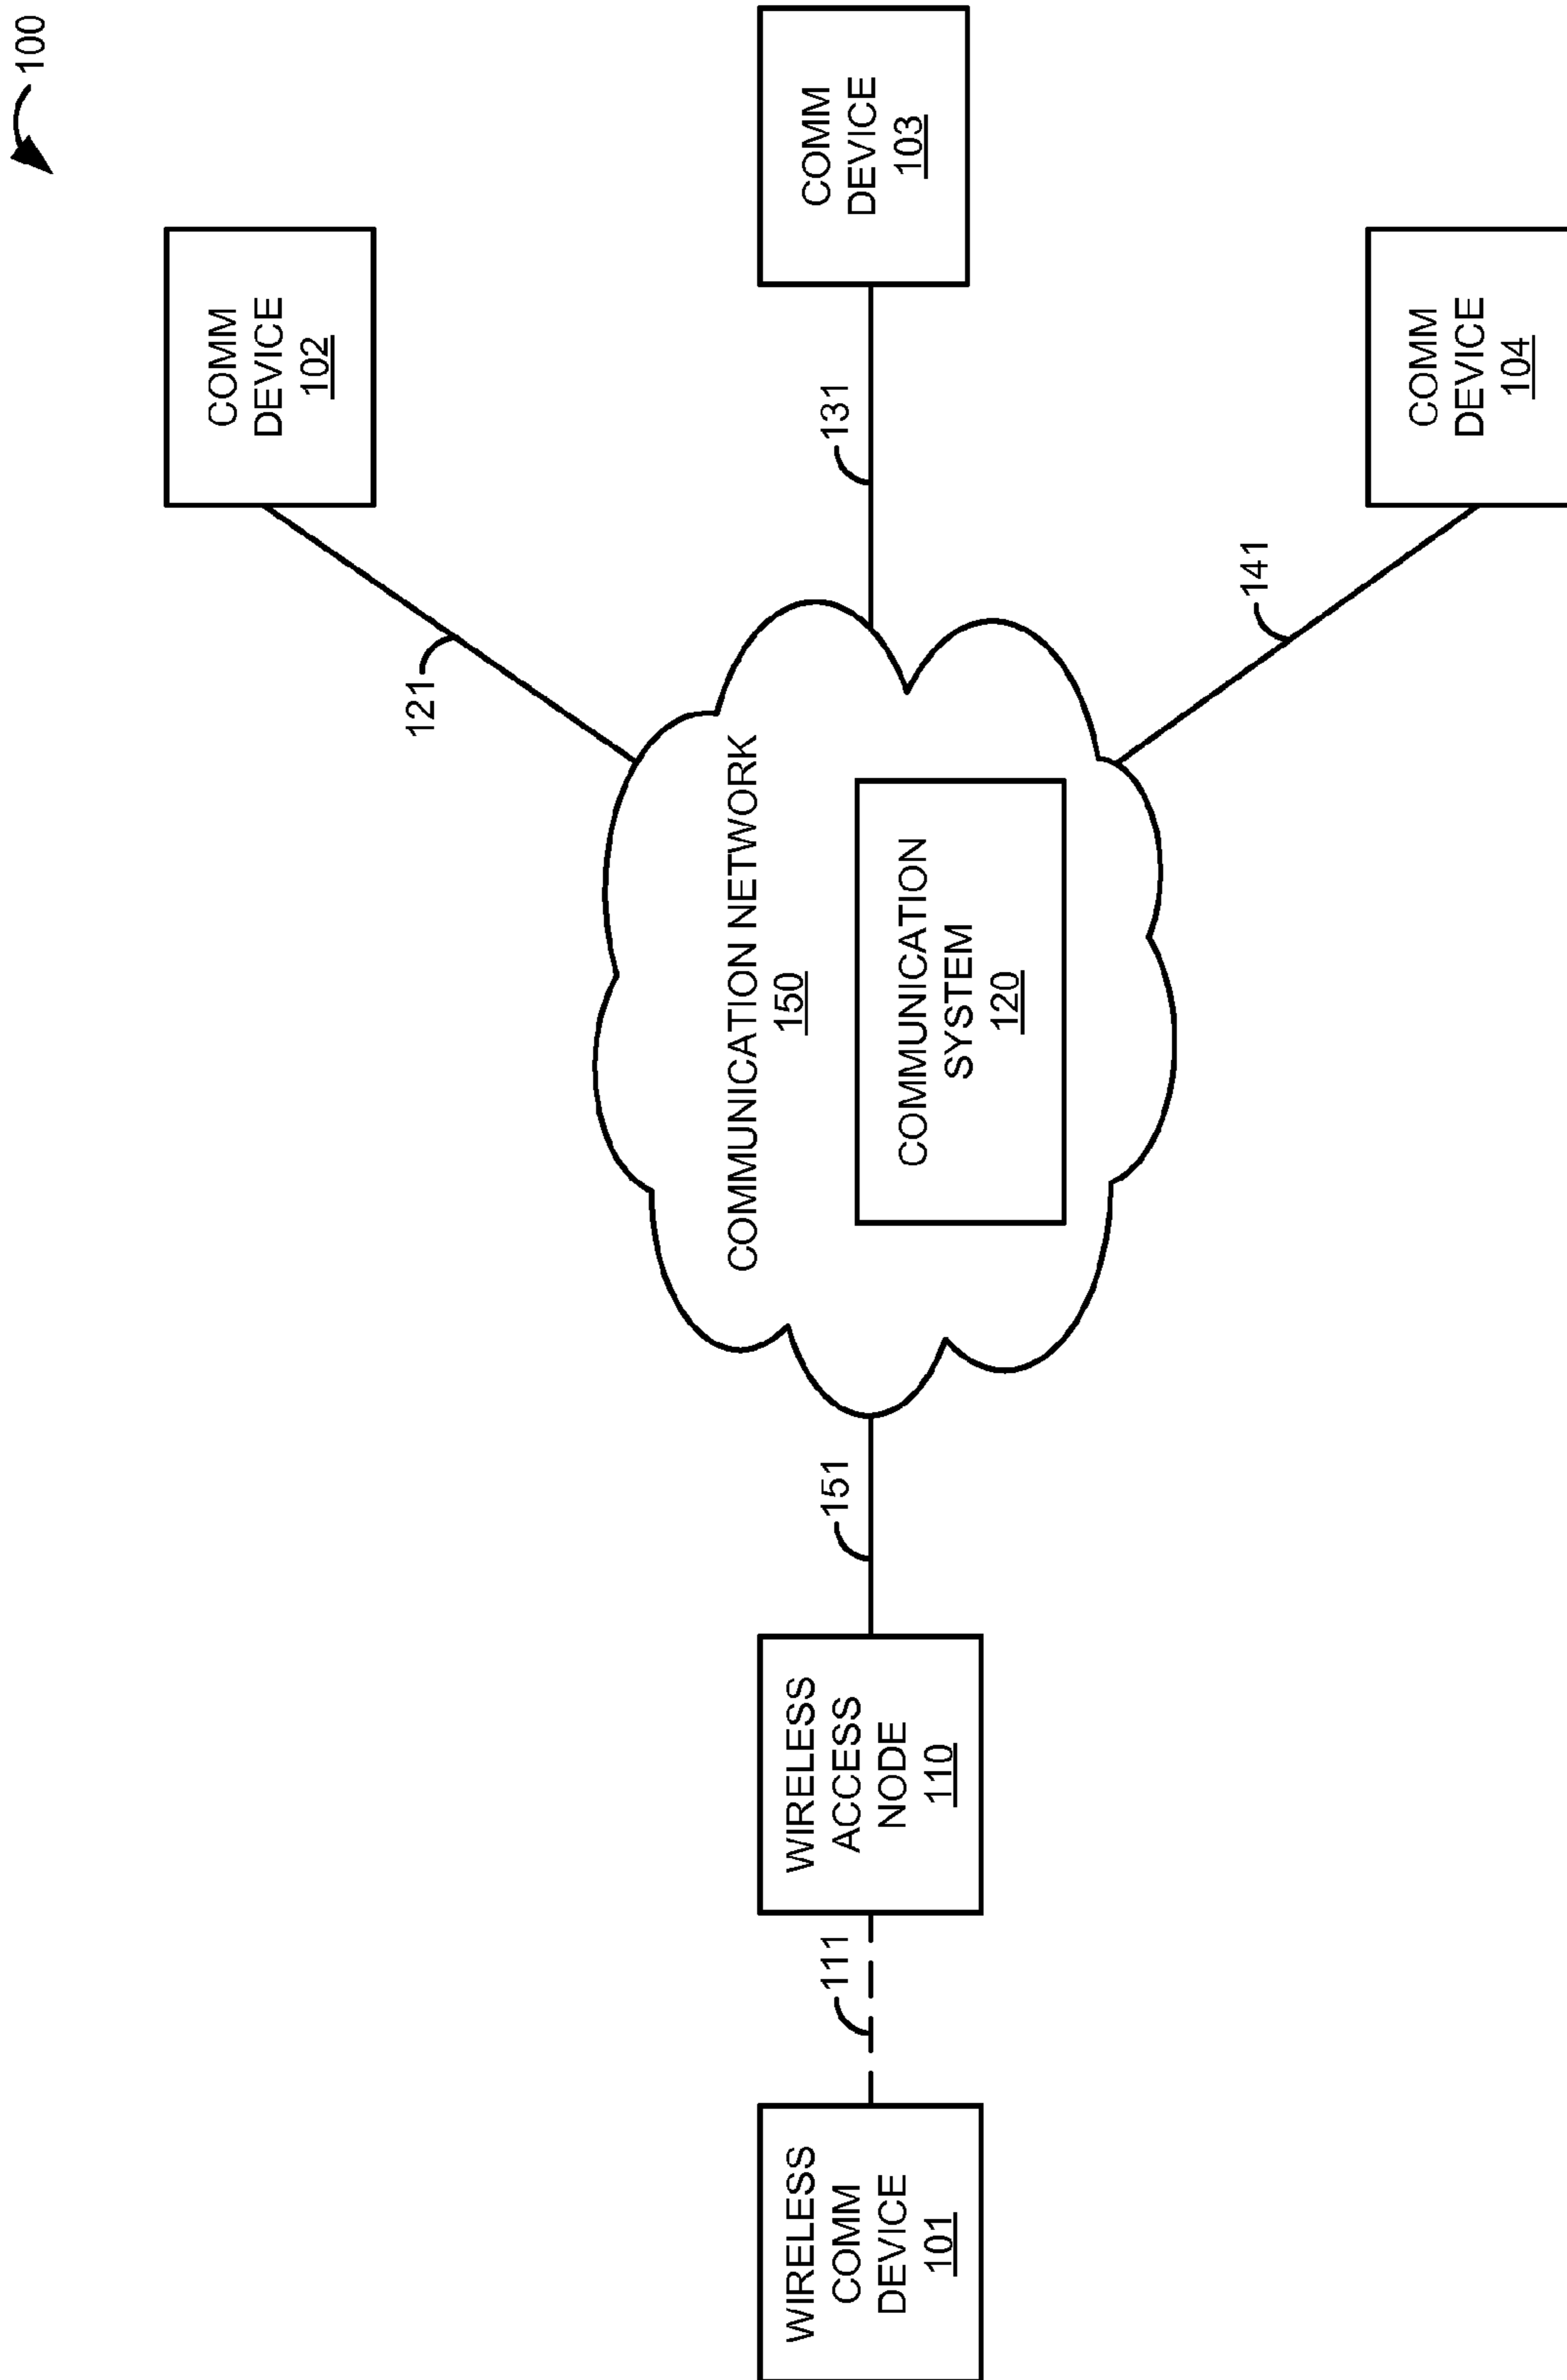 100
COMM
DEVICE
102
121
COMM
DEVICE
103
131
COMMUNICATION NETWORK
150
COMMUNICATION
SYSTEM
120
151
WIRELESS
ACCESS
NODE
110
111
WIRELESS
COMM
DEVICE
101
141
COMM
DEVICE
104